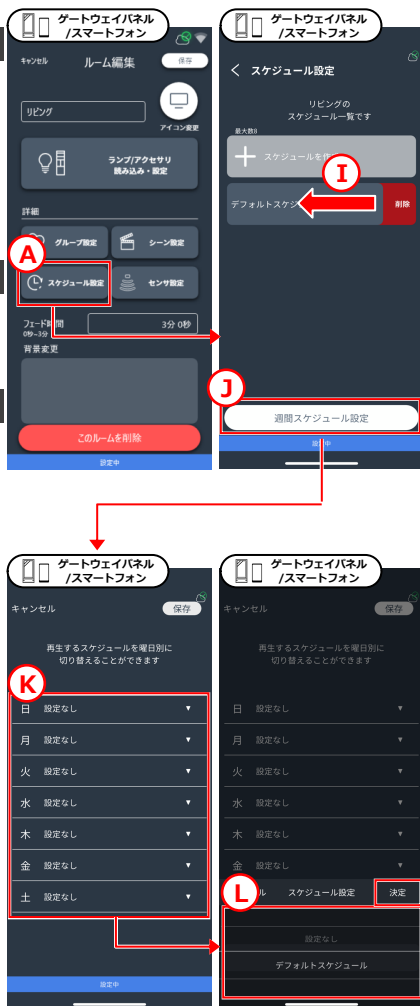 ゲートウェイパネル
/スマートフォン
キャンセル
ルーム編集
保存
リビング
アイコン変更
ランプ/アクセサリ
読み込み・設定
詳細
グループ設定
シーン設定
A
スケジュール設定
センサ設定
フェード時間
0秒~3分
3分 0秒
背景変更
このルームを削除
設定中
ゲートウェイパネル
/スマートフォン
スケジュール設定
リビングの
スケジュール一覧です
最大数8
スケジュールを作
I
デフォルトスケジ
削除
J
週間スケジュール設定
設定中
ゲートウェイパネル
/スマートフォン
キャンセル
保存
再生するスケジュールを曜日別に
切り替えることができます
K
日 設定なし ▼
月 設定なし ▼
火 設定なし ▼
水 設定なし ▼
木 設定なし ▼
金 設定なし ▼
土 設定なし ▼
設定中
ゲートウェイパネル
/スマートフォン
キャンセル
保存
再生するスケジュールを曜日別に
切り替えることができます
日 設定なし ▼
月 設定なし ▼
火 設定なし ▼
水 設定なし ▼
木 設定なし ▼
金 設定なし ▼
L
ル
スケジュール設定
決定
設定なし
デフォルトスケジュール